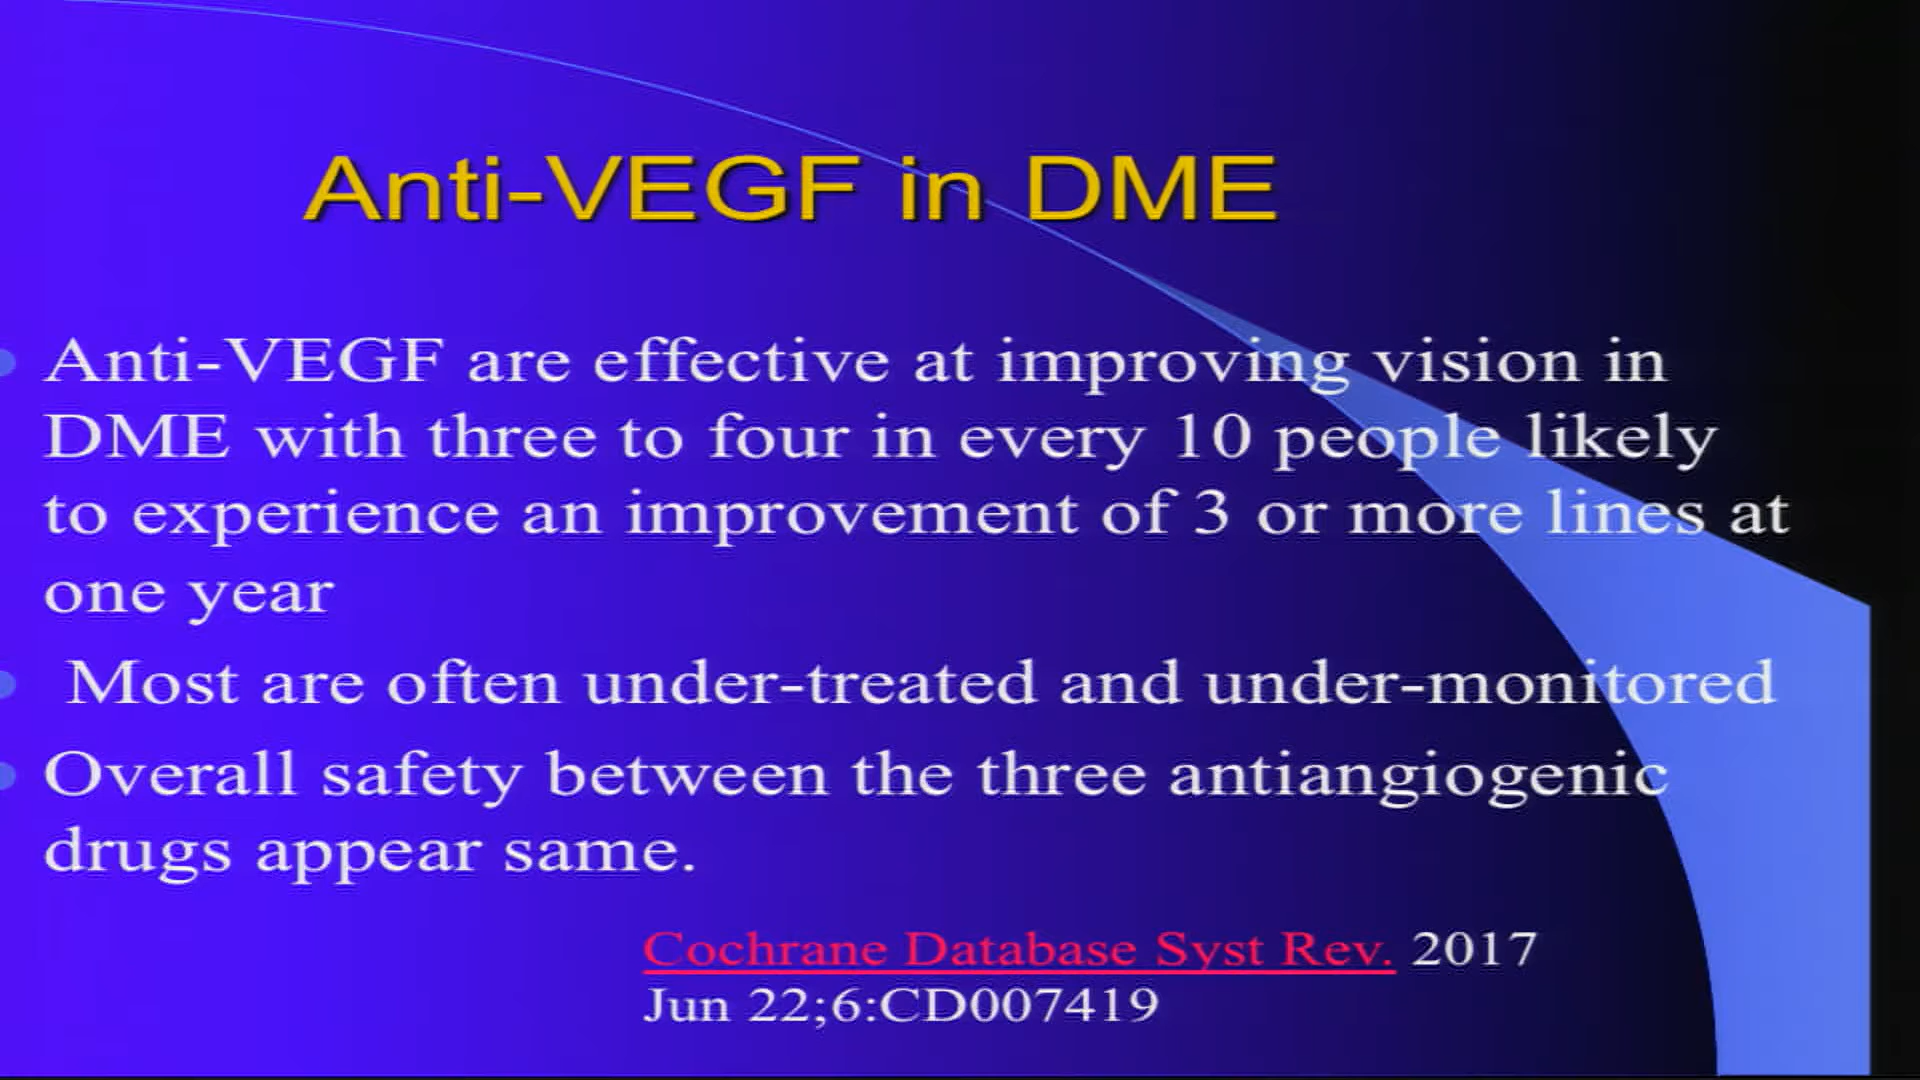 Anti-VEGF in DME
Anti-VEGF are effective at improving vision in
DME with three to four in every 10 people likely
to experience an improvement of 3 or more lines at
one year
Most are often under-treated and under-monitored
Overall safety between the three antiangiogenic
drugs appear same.
Cochrane Database Syst Rev. 2017
Jun 22;6:CD007419